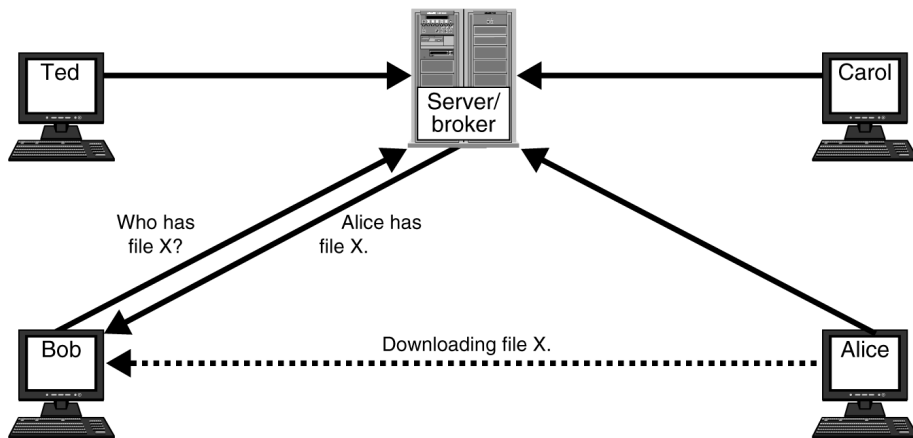 Ted
Server/
broker
Carol
Who has
file X?
Alice has
file X.
Bob
Downloading file X.
Alice